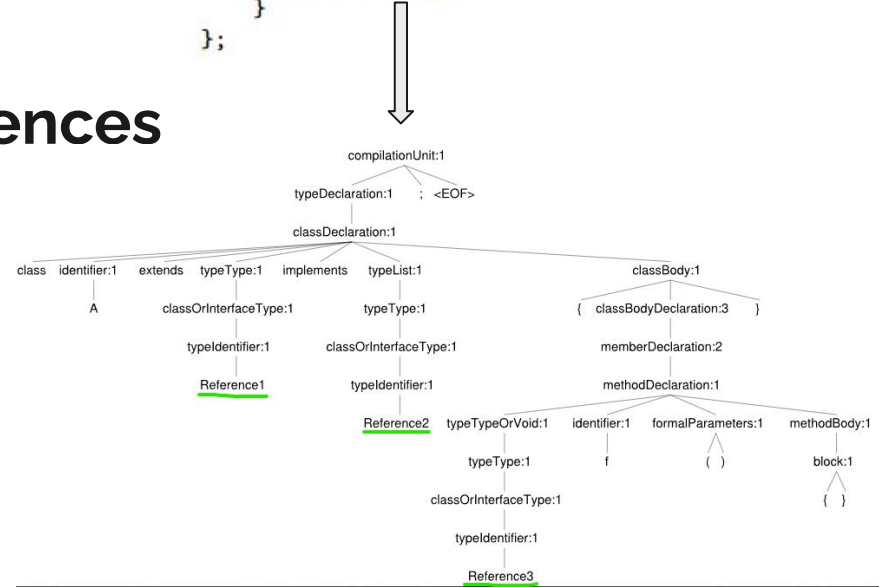 }
};
ences
compilationUnit:1
typeDeclaration:1 ; <EOF>
classDeclaration:1
class identifier:1 extends typeType:1 implements typeList:1 classBody:1
A classOrInterfaceType:1 typeType:1 { classBodyDeclaration:3 }
typeIdentifier:1 classOrInterfaceType:1 memberDeclaration:2
Reference1 typeIdentifier:1 methodDeclaration:1
Reference2 typeTypeOrVoid:1 identifier:1 formalParameters:1 methodBody:1
typeType:1 f ( ) block:1
classOrInterfaceType:1 { }
typeIdentifier:1
Reference3